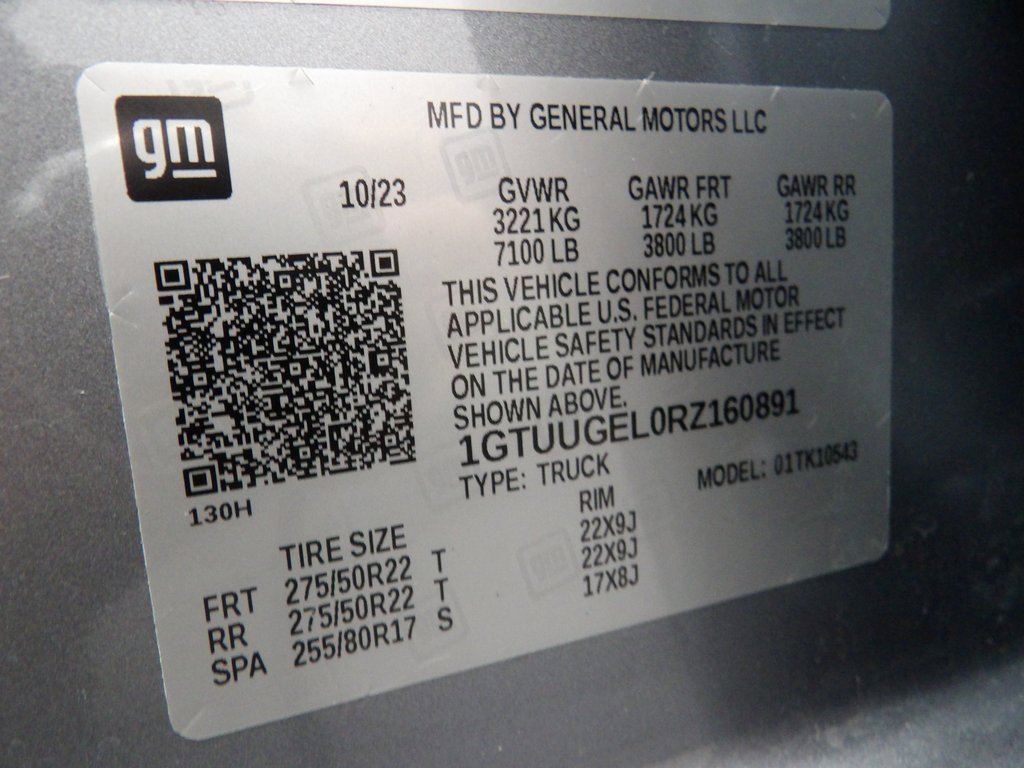 gm
MFD BY GENERAL MOTORS LLC
10/23
GVWR GAWR FRT GAWR RR
3221 KG 1724 KG 1724 KG
7100 LB 3800 LB 3800 LB
THIS VEHICLE CONFORMS TO ALL
APPLICABLE U.S. FEDERAL MOTOR
VEHICLE SAFETY STANDARDS IN EFFECT
ON THE DATE OF MANUFACTURE
SHOWN ABOVE.
1GTUUGEL0RZ160891
TYPE: TRUCK MODEL: 01TK10543
130H
TIRE SIZE RIM
FRT 275/50R22 T 22X9J
RR 275/50R22 T 22X9J
SPA 255/80R17 S 17X8J